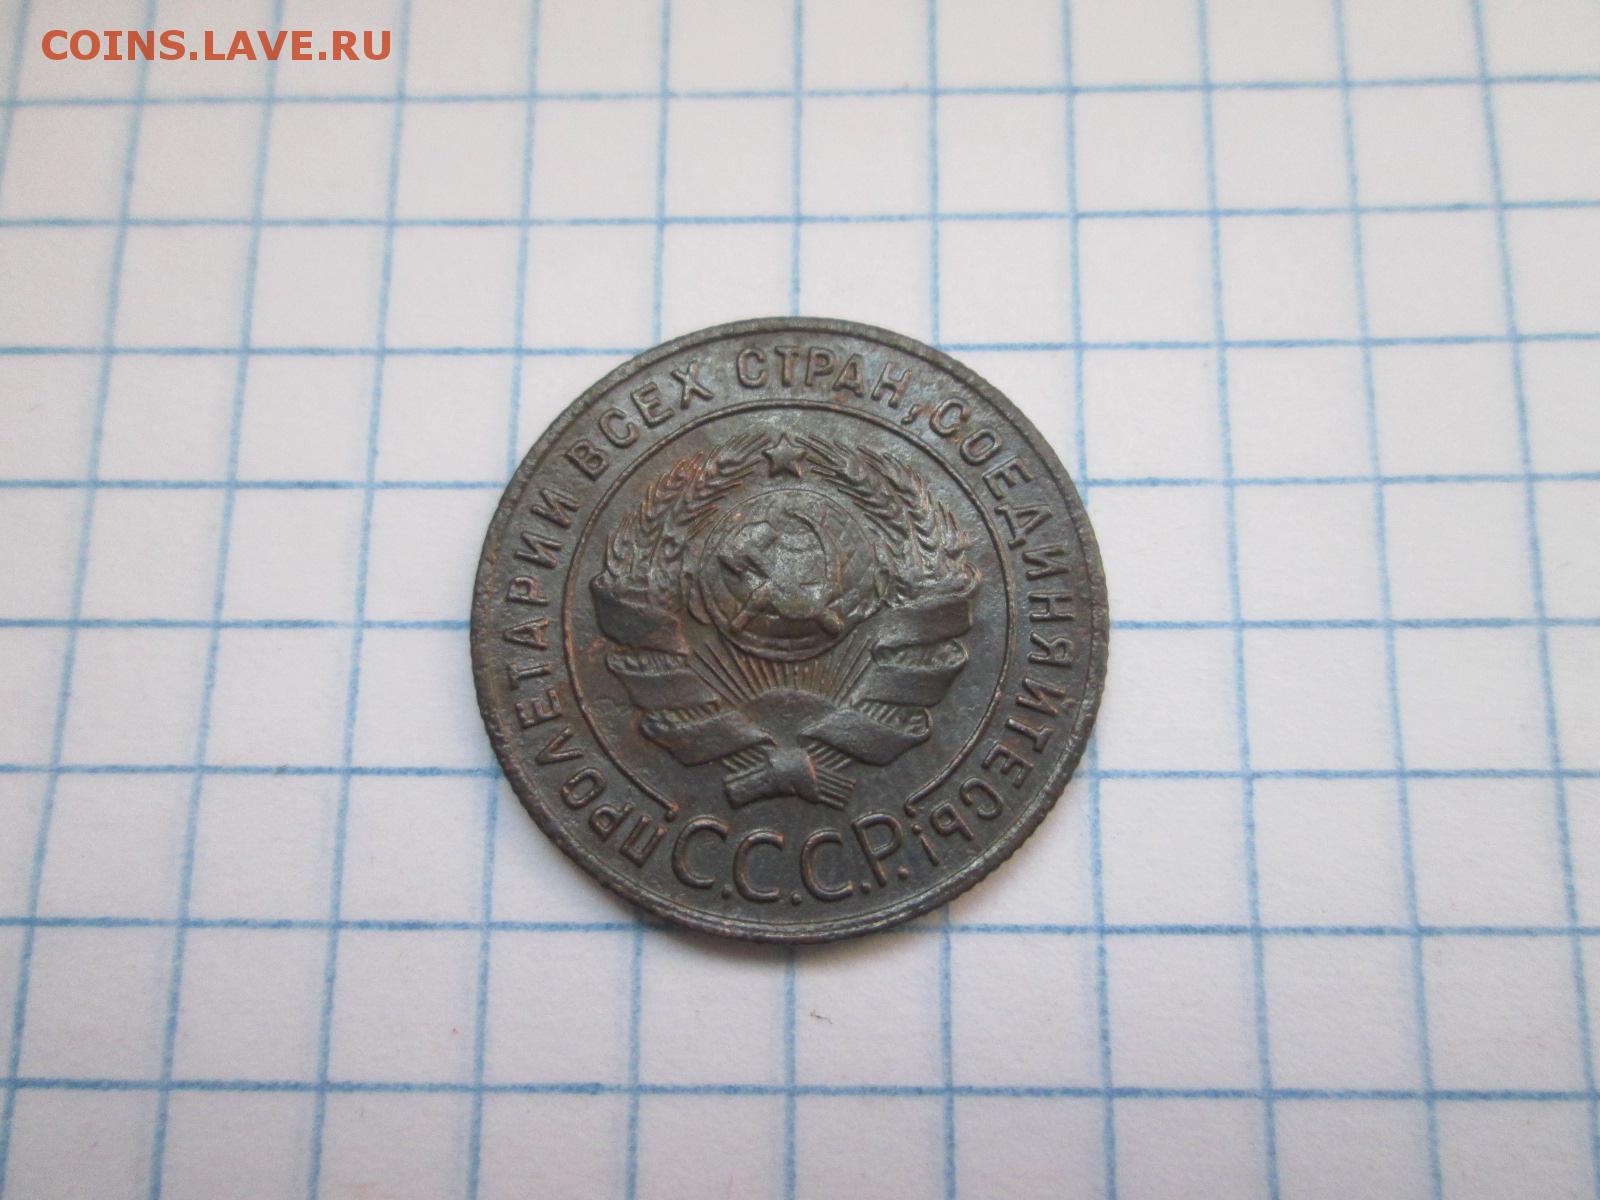 COINS.LAVE.RU
ПРОЛЕТАРИИ ВСЕХ СТРАН, СОЕДИНЯЙТЕСЬ!
С.С.С.Р.